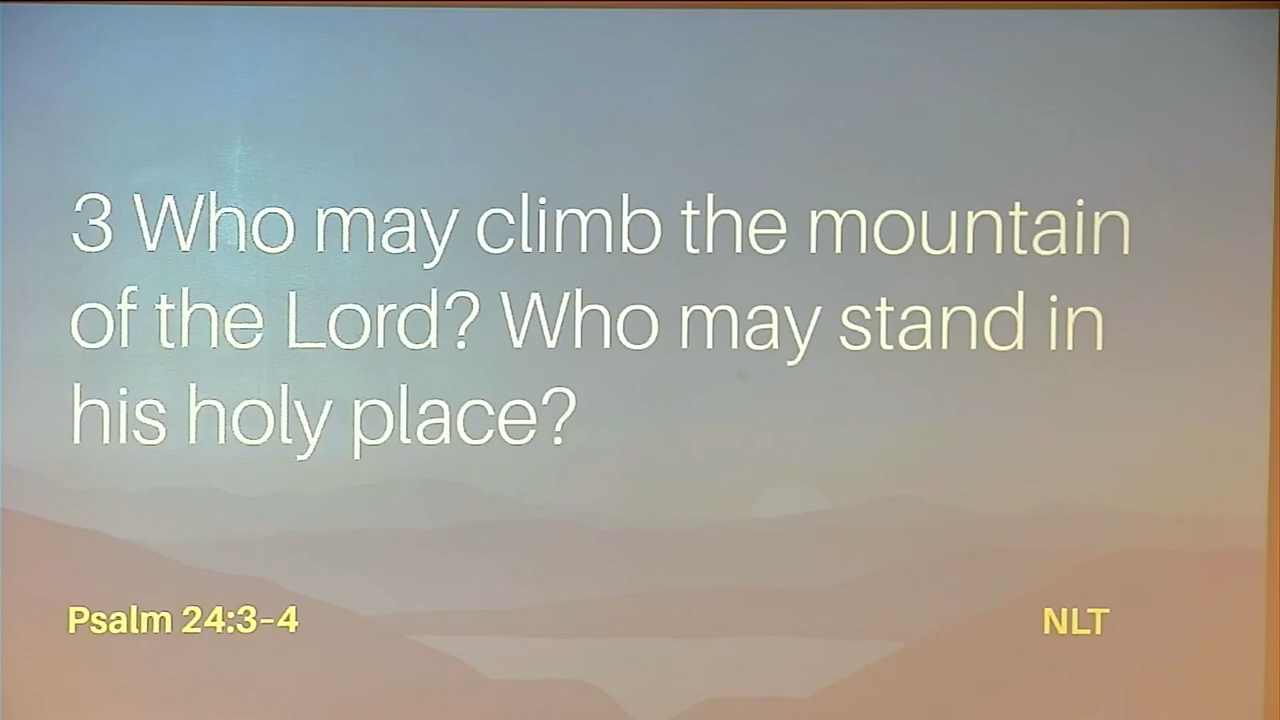 3 Who may climb the mountain
of the Lord? Who may stand in
his holy place?
Psalm 24:3-4
NLT